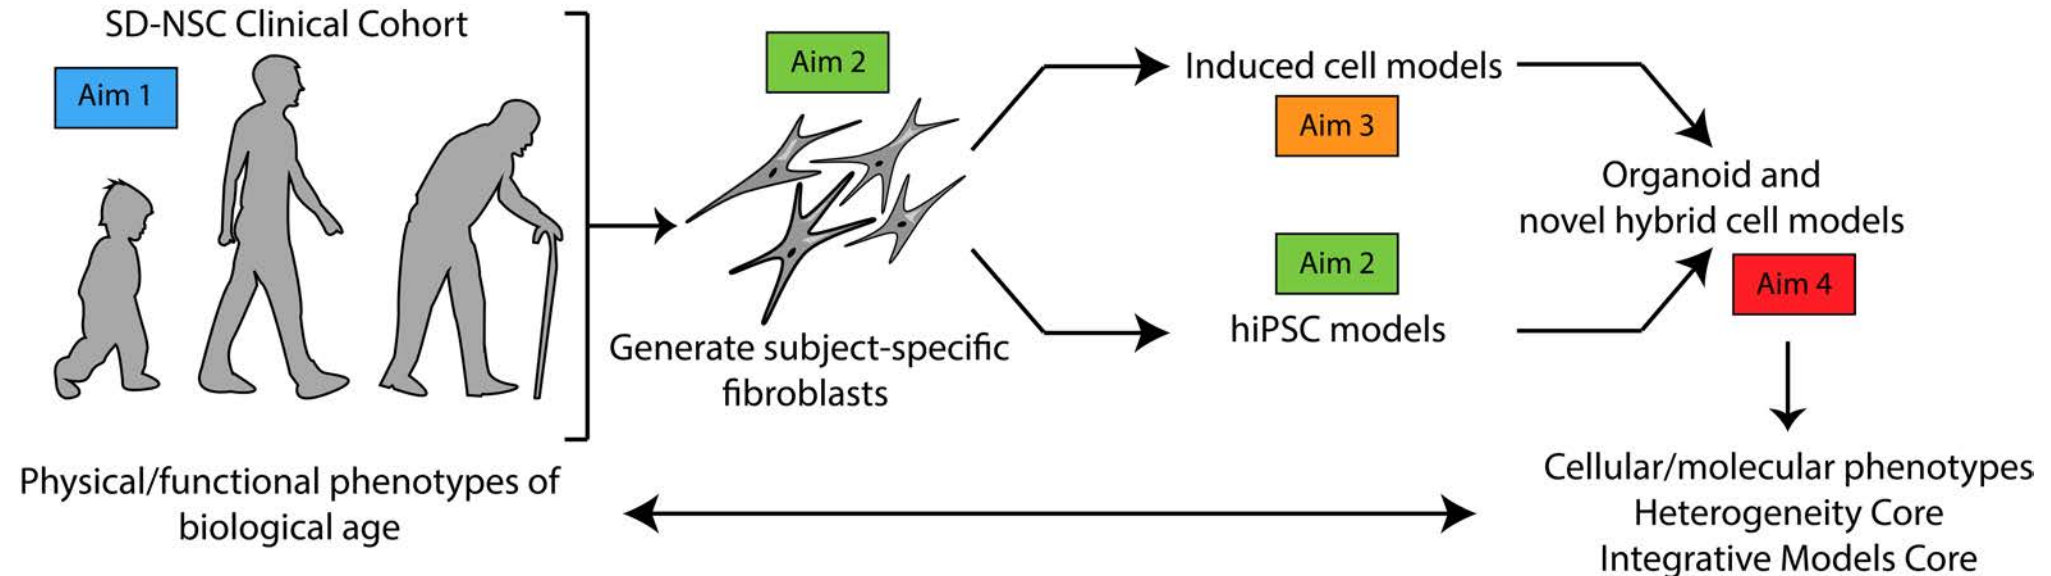 SD-NSC Clinical Cohort
Aim 1
Physical/functional phenotypes of
biological age
Aim 2
Generate subject-specific
fibroblasts
Induced cell models
Aim 3
Aim 2
hiPSC models
Organoid and
novel hybrid cell models
Aim 4
Cellular/molecular phenotypes
Heterogeneity Core
Integrative Models Core